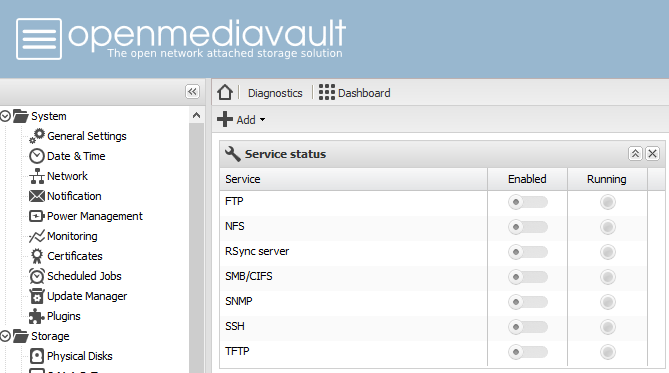 openmediavault
The open network attached storage solution
Diagnostics
Dashboard
Add
System
General Settings
Date & Time
Network
Notification
Power Management
Monitoring
Certificates
Scheduled Jobs
Update Manager
Plugins
Storage
Physical Disks
Service status
Service Enabled Running
FTP
NFS
RSync server
SMB/CIFS
SNMP
SSH
TFTP